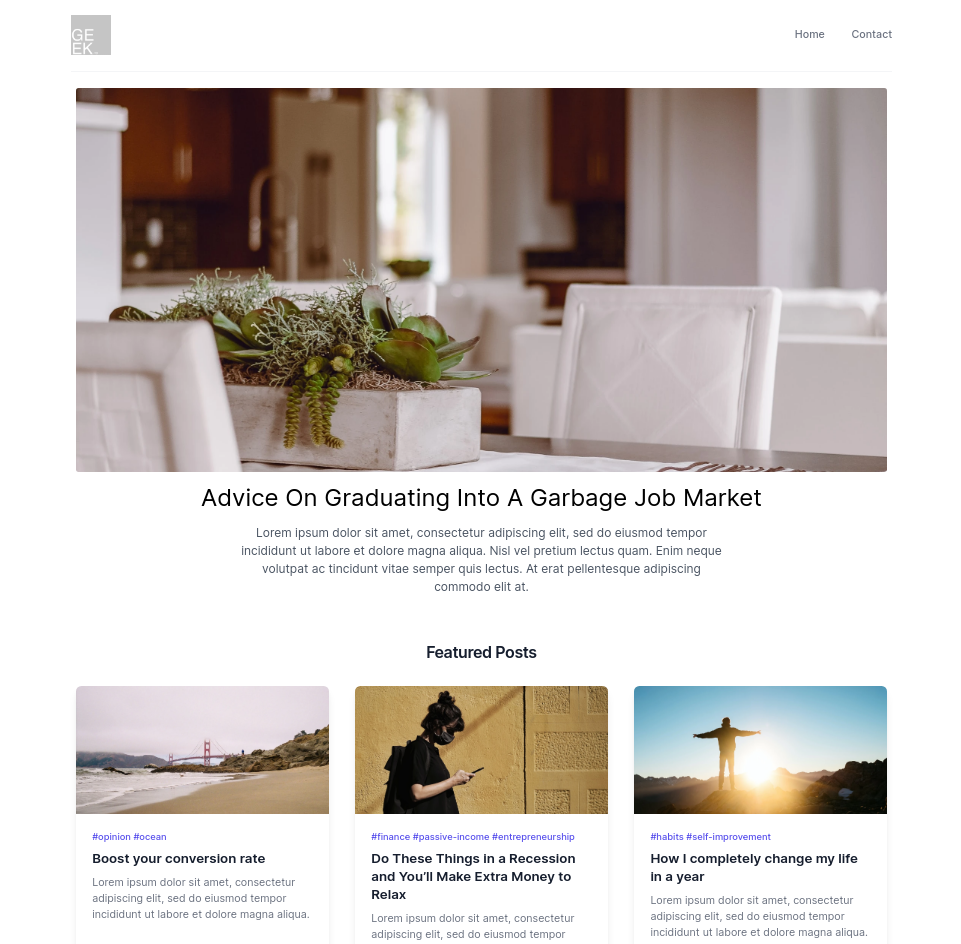 GE
EK
Home Contact
Advice On Graduating Into A Garbage Job Market
Lorem ipsum dolor sit amet, consectetur adipiscing elit, sed do eiusmod tempor
incididunt ut labore et dolore magna aliqua. Nisl vel pretium lectus quam. Enim neque
volutpat ac tincidunt vitae semper quis lectus. At erat pellentesque adipiscing
commodo elit at.
Featured Posts
#opinion #ocean
Boost your conversion rate
Lorem ipsum dolor sit amet, consectetur
adipiscing elit, sed do eiusmod tempor
incididunt ut labore et dolore magna aliqua.
#finance #passive-income #entrepreneurship
Do These Things in a Recession
and You’ll Make Extra Money to
Relax
Lorem ipsum dolor sit amet, consectetur
adipiscing elit, sed do eiusmod tempor
#habits #self-improvement
How I completely change my life
in a year
Lorem ipsum dolor sit amet, consectetur
adipiscing elit, sed do eiusmod tempor
incididunt ut labore et dolore magna aliqua.